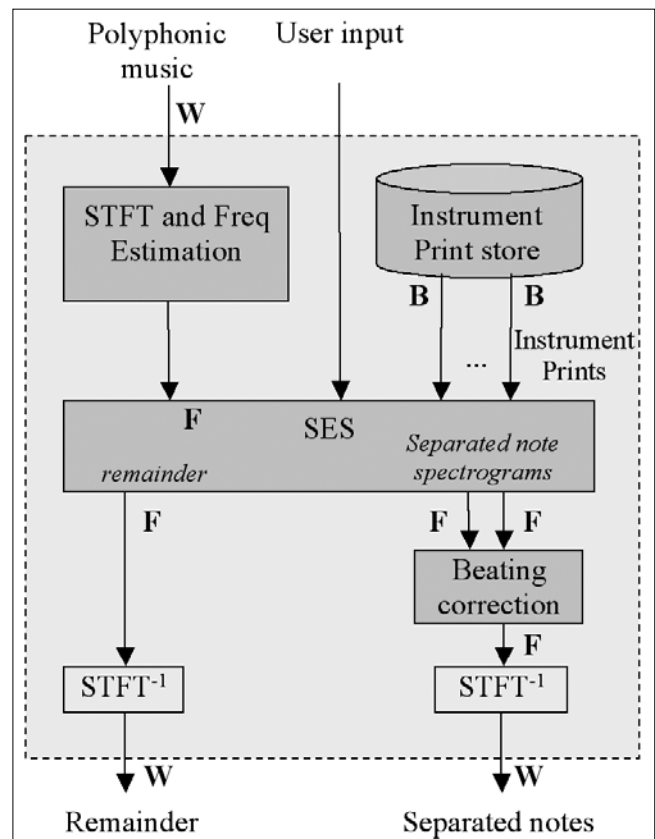 Polyphonic
music
User input
W
STFT and Freq
Estimation
Instrument
Print store
B
B
...
Instrument
Prints
F
SES
remainder
Separated note
spectrograms
F
F
F
Beating
correction
F
STFT-1
STFT-1
W
W
Remainder
Separated notes